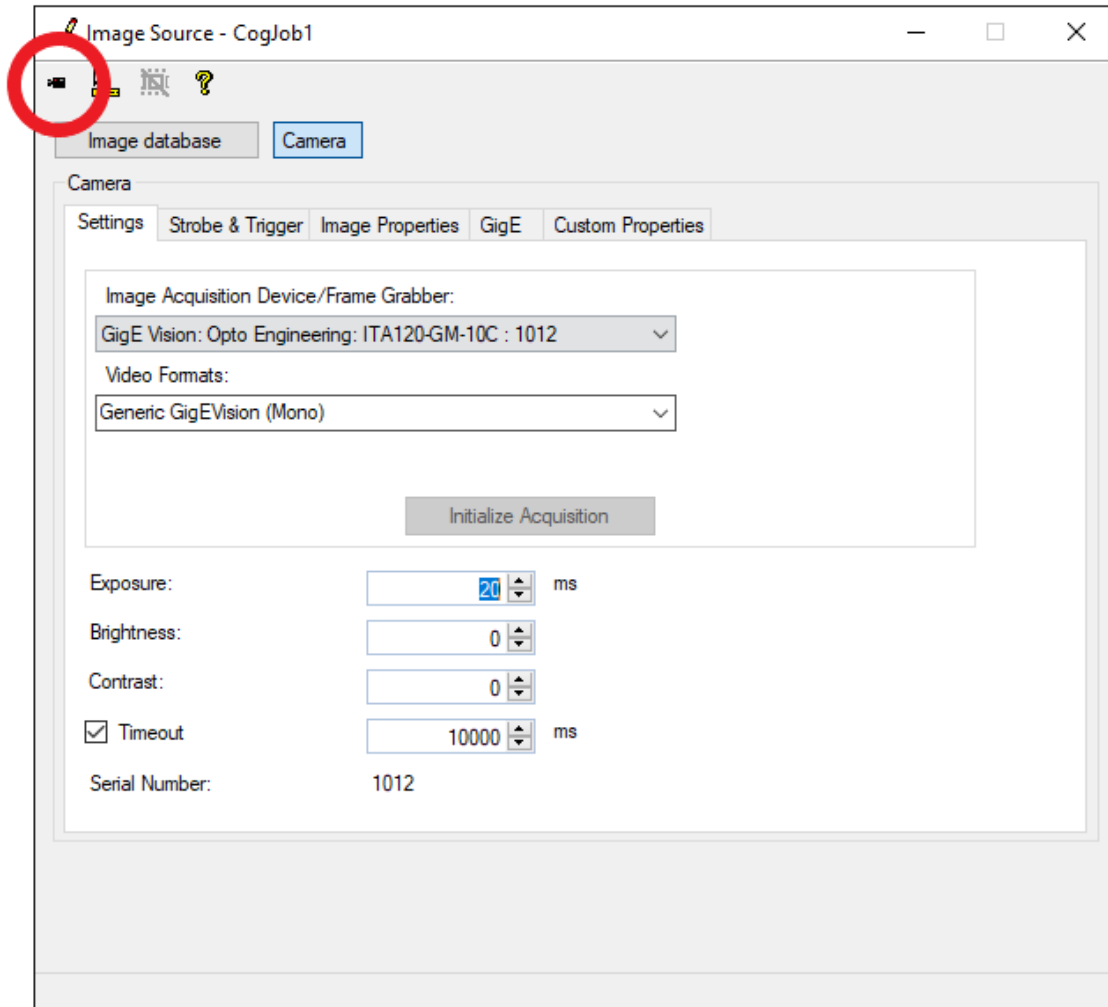 Image Source - CogJob1
Image database
Camera
Camera
Settings
Strobe & Trigger
Image Properties
GigE
Custom Properties
Image Acquisition Device/Frame Grabber:
GigE Vision: Opto Engineering: ITA120-GM-10C : 1012
Video Formats:
Generic GigEVision (Mono)
Initialize Acquisition
Exposure: 20 ms
Brightness: 0
Contrast: 0
Timeout 10000 ms
Serial Number: 1012